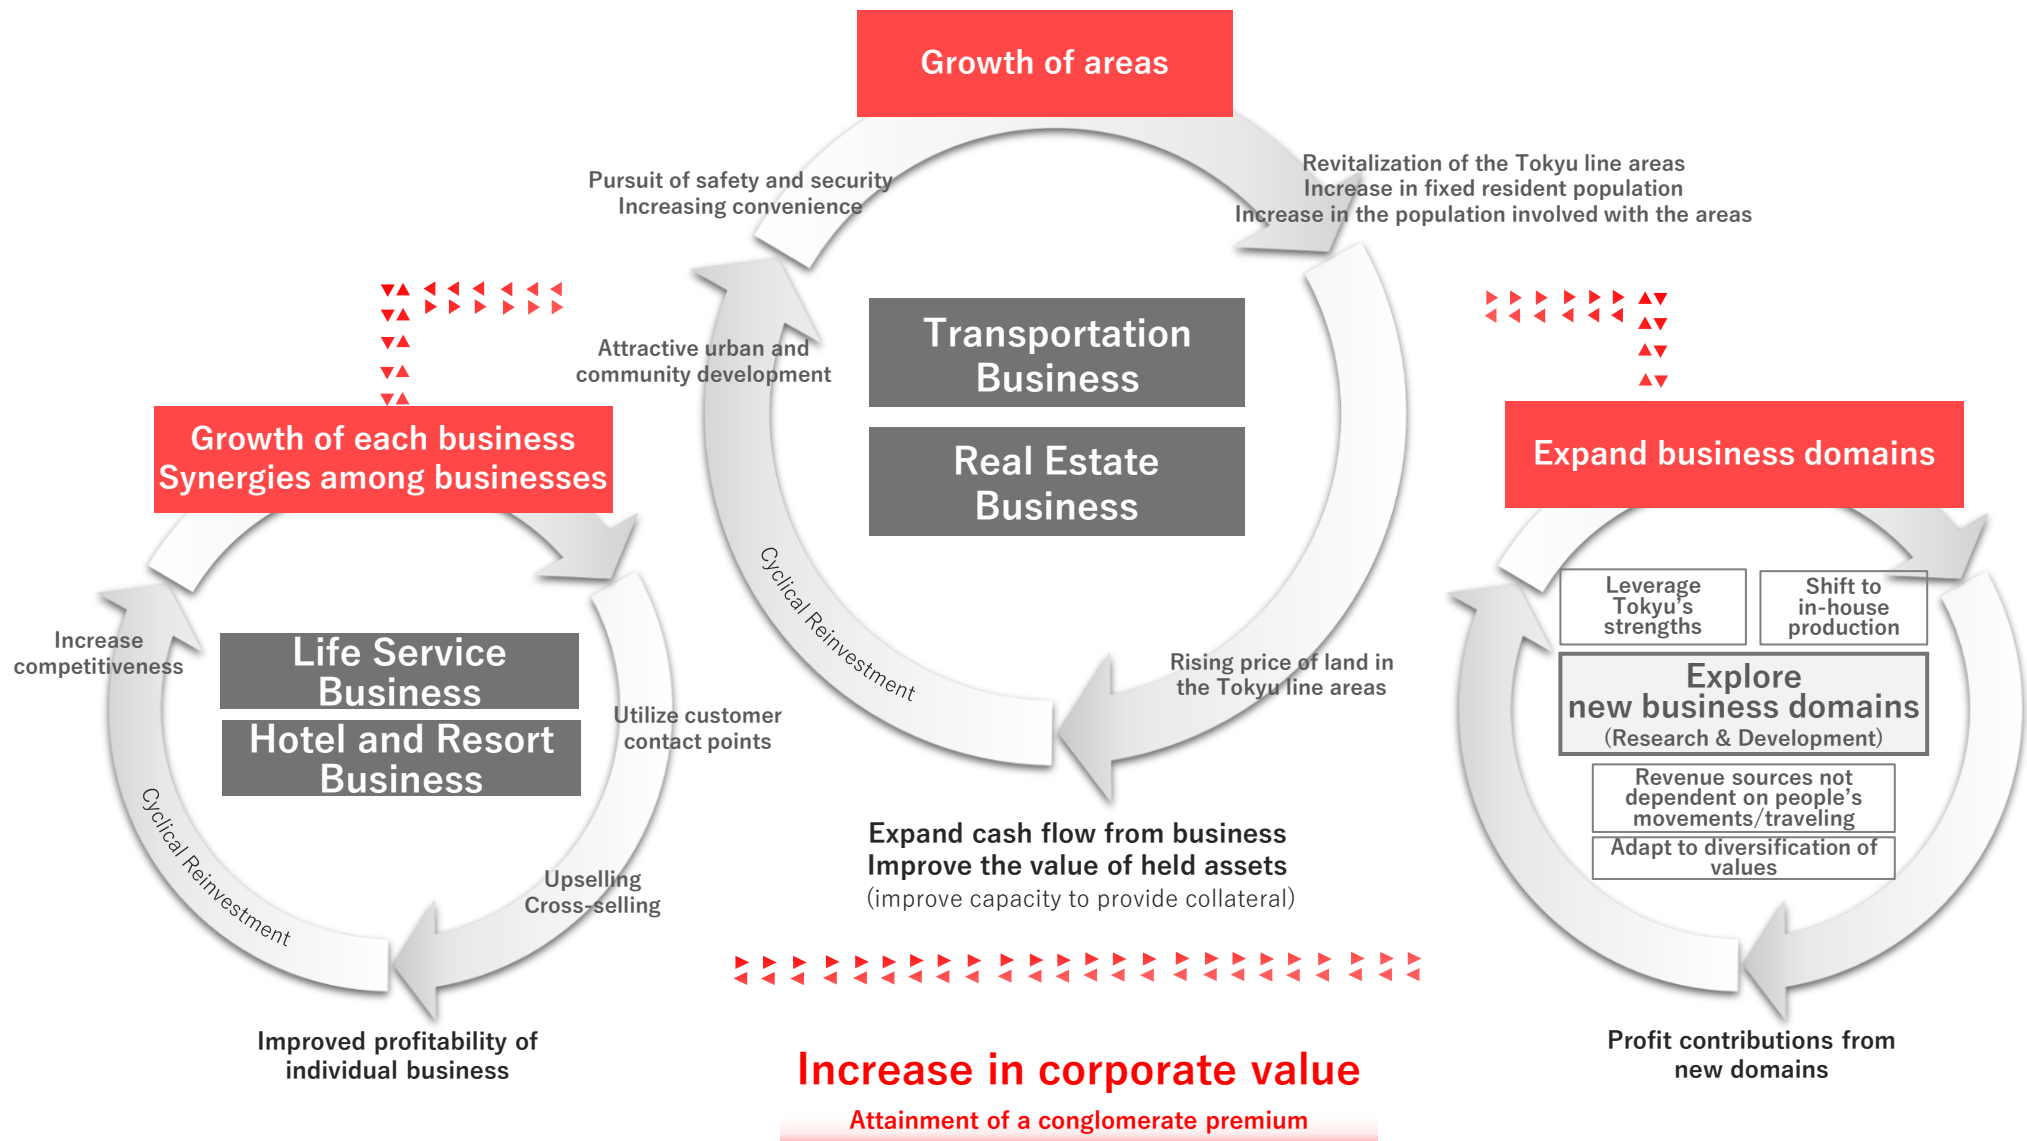 Growth of areas
Pursuit of safety and security
Increasing convenience
Revitalization of the Tokyu line areas
Increase in fixed resident population
Increase in the population involved with the areas
Attractive urban and
community development
Transportation
Business
Real Estate
Business
Cyclical Reinvestment
Rising price of land in
the Tokyu line areas
Expand cash flow from business
Improve the value of held assets
(improve capacity to provide collateral)
Growth of each business
Synergies among businesses
Increase
competitiveness
Life Service
Business
Hotel and Resort
Business
Utilize customer
contact points
Cyclical Reinvestment
Upselling
Cross-selling
Improved profitability of
individual business
Expand business domains
Leverage
Tokyu’s
strengths
Shift to
in-house
production
Explore
new business domains
(Research & Development)
Revenue sources not
dependent on people’s
movements/traveling
Adapt to diversification of
values
Profit contributions from
new domains
Increase in corporate value
Attainment of a conglomerate premium